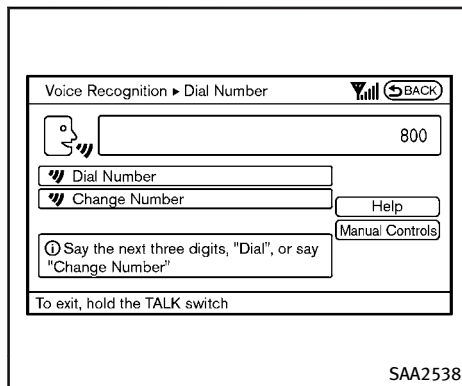 Voice Recognition ▸ Dial Number
BACK
800
Dial Number
Change Number
Help
Manual Controls
Say the next three digits, "Dial", or say
"Change Number"
To exit, hold the TALK switch
SAA2538